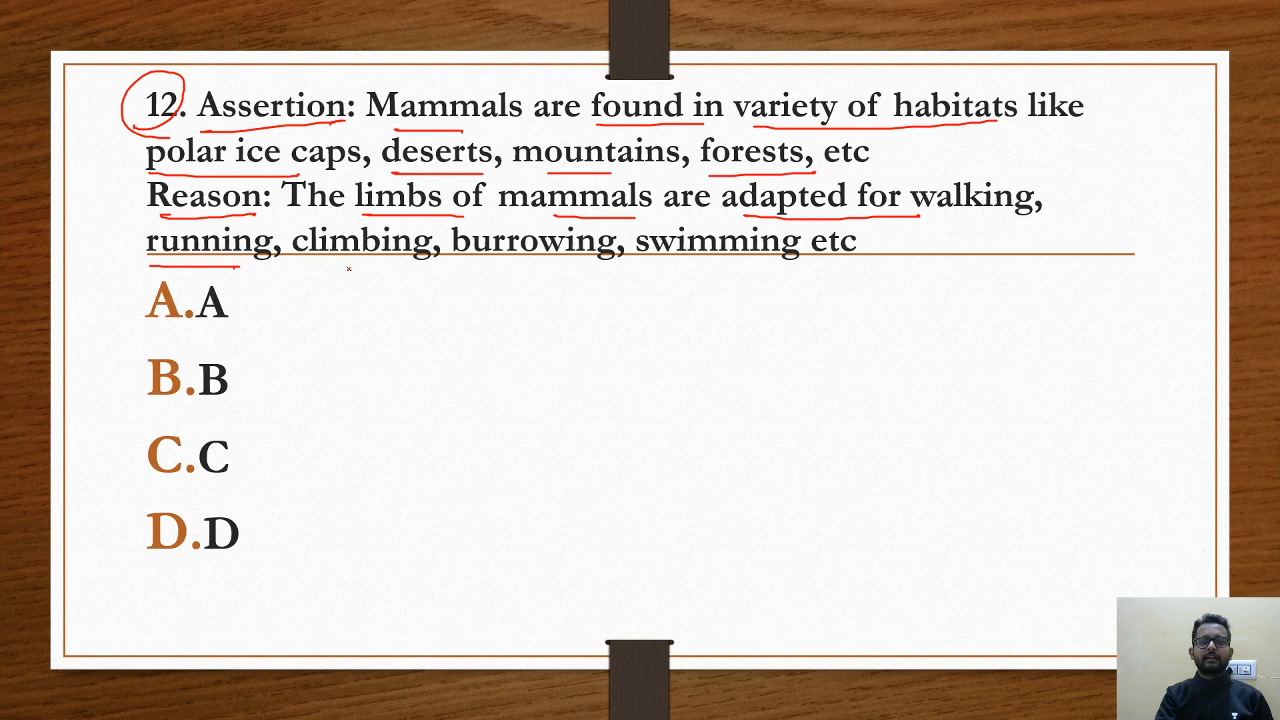 12. Assertion: Mammals are found in variety of habitats like
polar ice caps, deserts, mountains, forests, etc
Reason: The limbs of mammals are adapted for walking,
running, climbing, burrowing, swimming etc
A.A
B.B
C.C
D.D